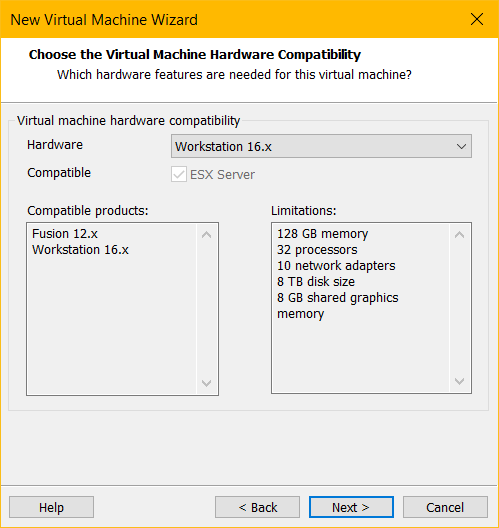 New Virtual Machine Wizard
Choose the Virtual Machine Hardware Compatibility
Which hardware features are needed for this virtual machine?
Virtual machine hardware compatibility
Hardware
Workstation 16.x
Compatible
ESX Server
Compatible products:
Fusion 12.x
Workstation 16.x
Limitations:
128 GB memory
32 processors
10 network adapters
8 TB disk size
8 GB shared graphics
memory
Help
< Back
Next >
Cancel